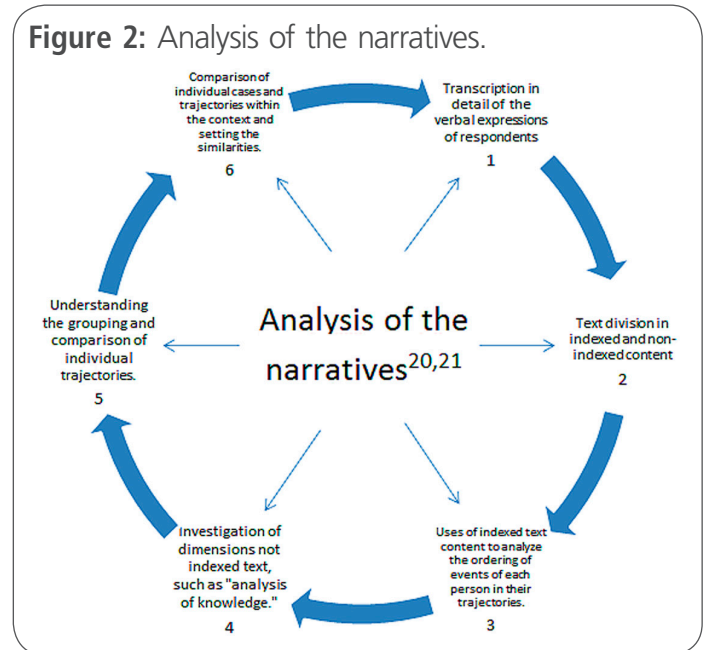 Figure 2: Analysis of the narratives.
Comparison of
individual cases and
trajectories within
the context and
setting the
similarities.
6
Transcription in
detail of the
verbal expressions
of respondents
1
Text division in
indexed and non-
indexed content
2
Uses of indexed text
content to analyze
the ordering of
events of each
person in their
trajectories.
3
Investigation of
dimensions not
indexed text,
such as "analysis
of knowledge."
4
Understanding
the grouping and
comparison of
individual
trajectories.
5
Analysis of the
narratives20,21